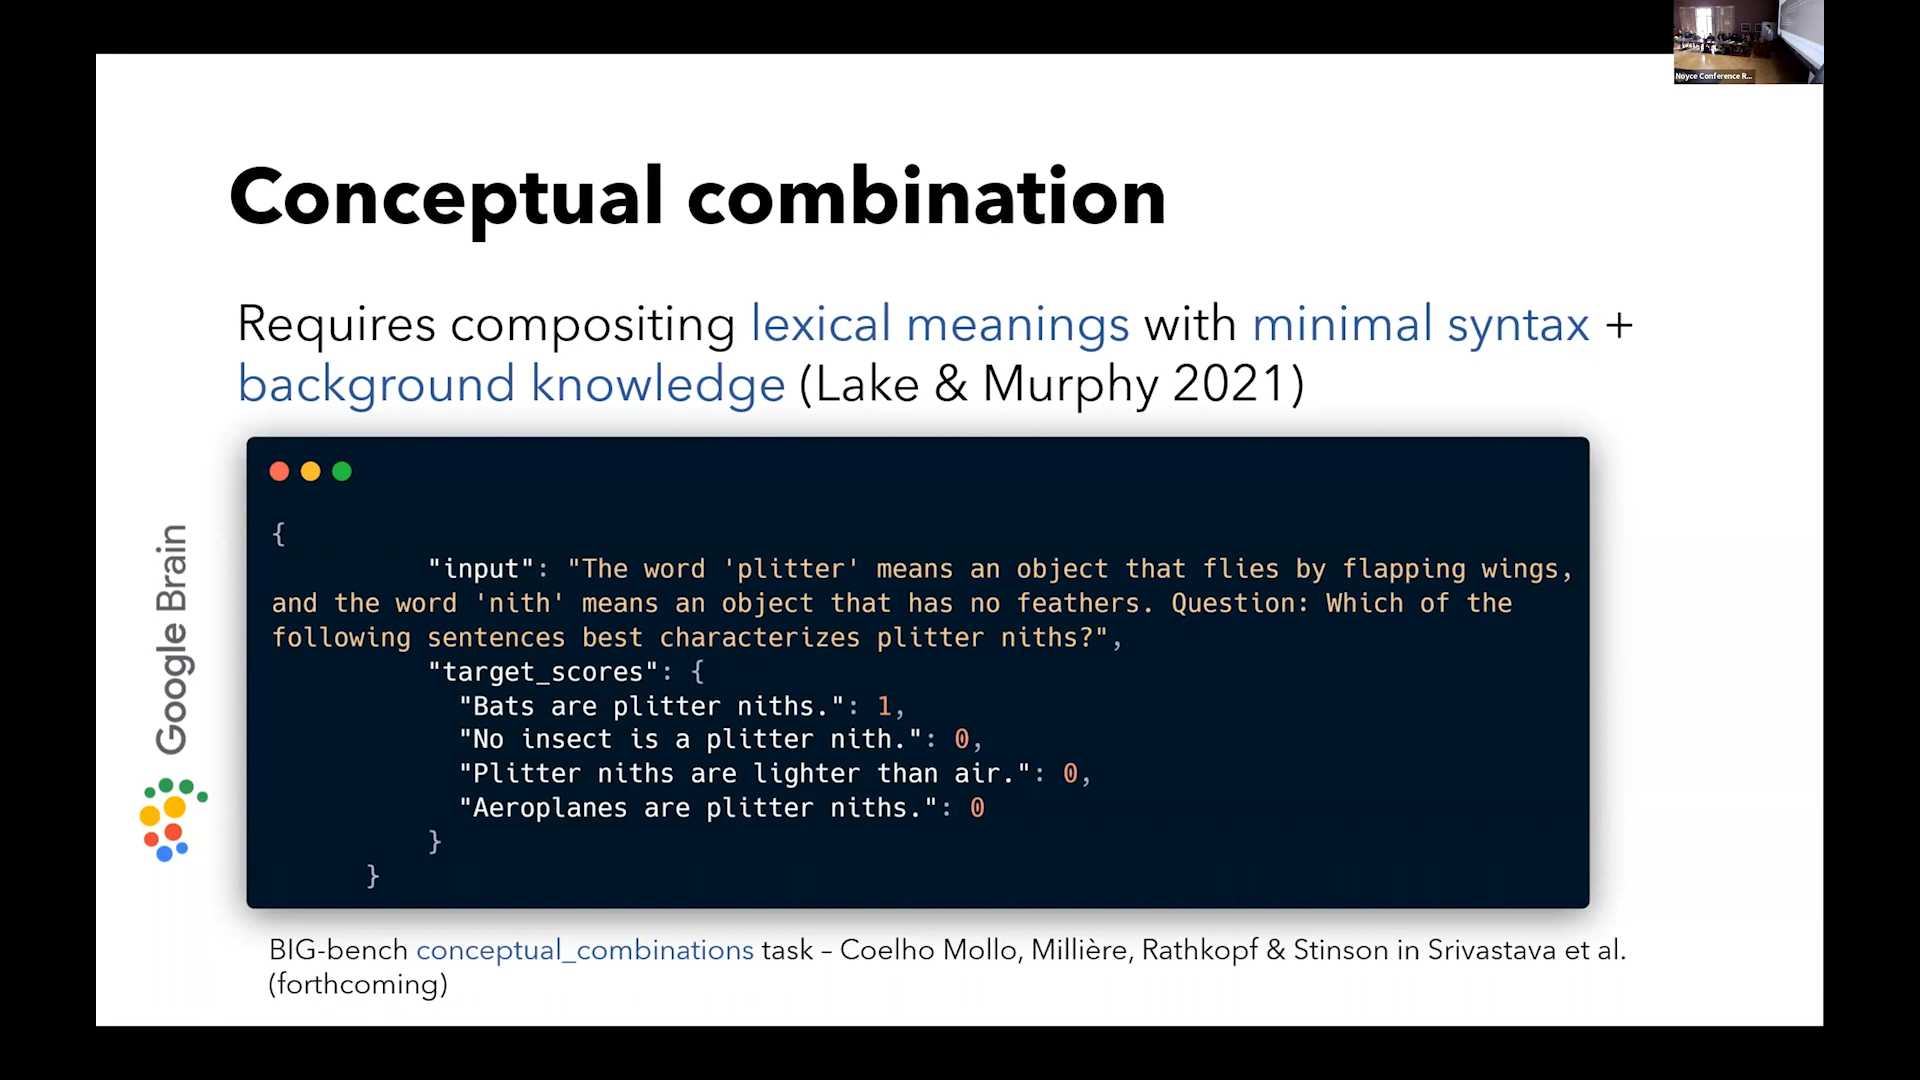 Noyce Conference R...
Conceptual combination
Requires compositing lexical meanings with minimal syntax +
background knowledge (Lake & Murphy 2021)
{
"input": "The word 'plitter' means an object that flies by flapping wings,
and the word 'nith' means an object that has no feathers. Question: Which of the
following sentences best characterizes plitter niths?",
"target_scores": {
"Bats are plitter niths.": 1,
"No insect is a plitter nith.": 0,
"Plitter niths are lighter than air.": 0,
"Aeroplanes are plitter niths.": 0
}
}
Google Brain
BIG-bench conceptual_combinations task – Coelho Mollo, Millière, Rathkopf & Stinson in Srivastava et al.
(forthcoming)